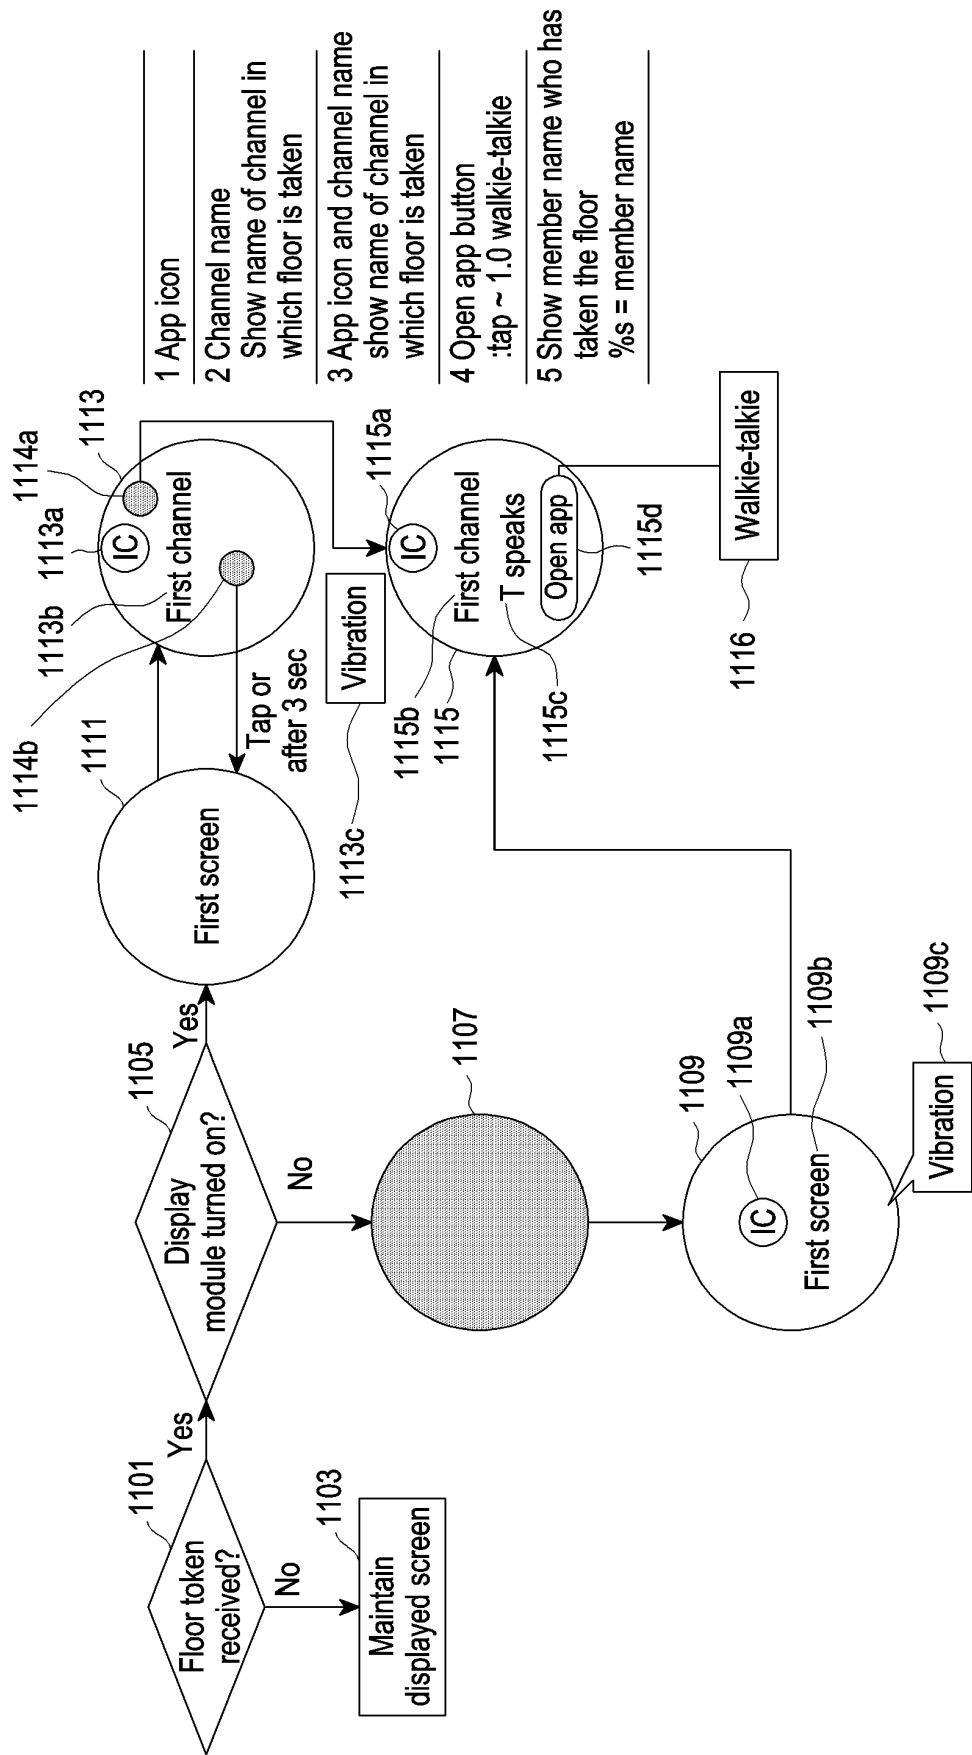 Floor token
received?
1101
Yes
No
Maintain
displayed screen
1103
Display
module turned on?
1105
Yes
No
1107
First screen
1111
IC
First screen
1109
1109a
1109b
Vibration
1109c
IC
First channel
1113b
1113a
1114a
1113
1114b
Tap or
after 3 sec
Vibration
1113c
IC
First channel
T speaks
Open app
1115a
1115b
1115
1115c
1115d
Walkie-talkie
1116
1 App icon
2 Channel name
Show name of channel in
which floor is taken
3 App icon and channel name
show name of channel in
which floor is taken
4 Open app button
:tap ~ 1.0 walkie-talkie
5 Show member name who has
taken the floor
%s = member name